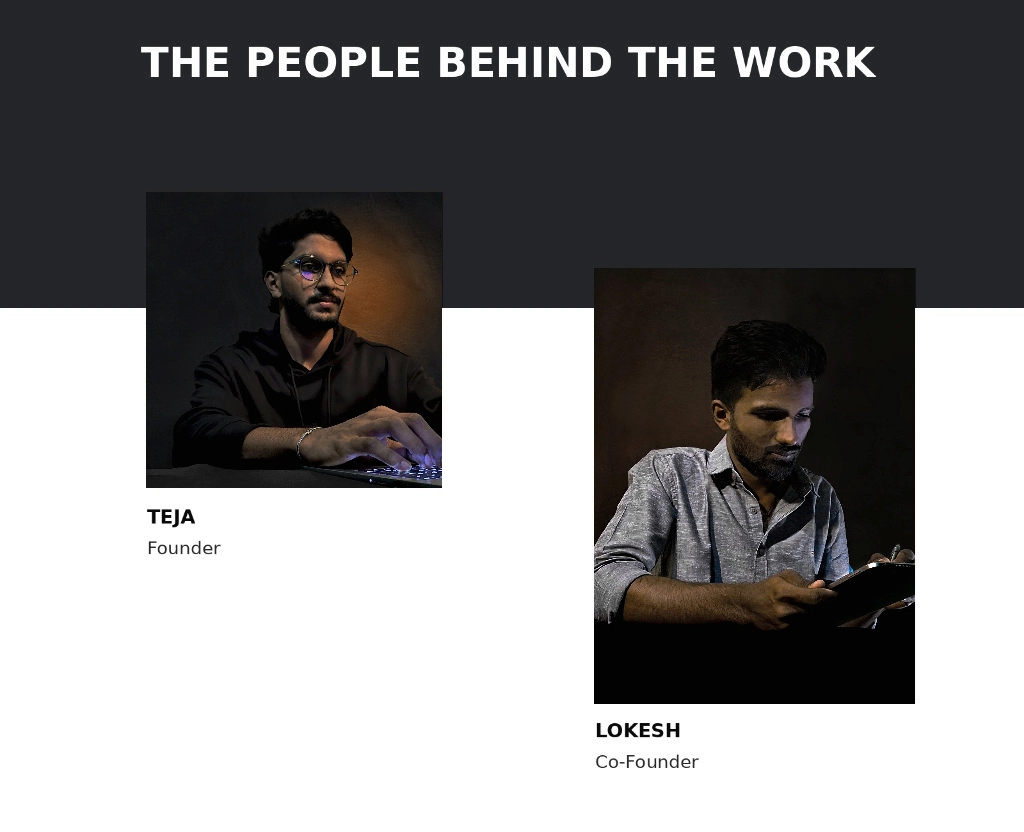 THE PEOPLE BEHIND THE WORK
TEJA
Founder
LOKESH
Co-Founder